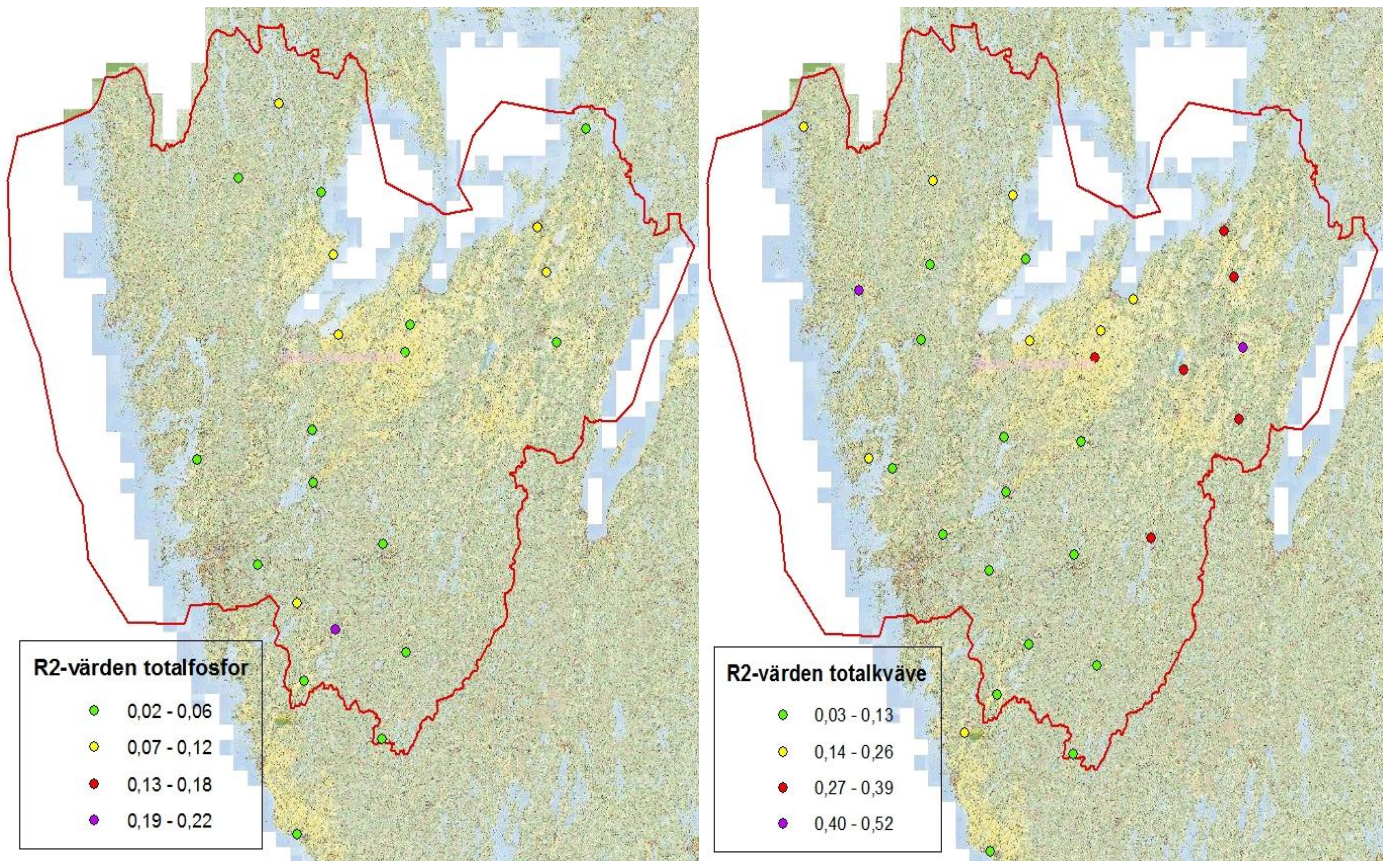 R2-värden totalfosfor
0,02 - 0,06
0,07 - 0,12
0,13 - 0,18
0,19 - 0,22
R2-värden totalkväve
0,03 - 0,13
0,14 - 0,26
0,27 - 0,39
0,40 - 0,52